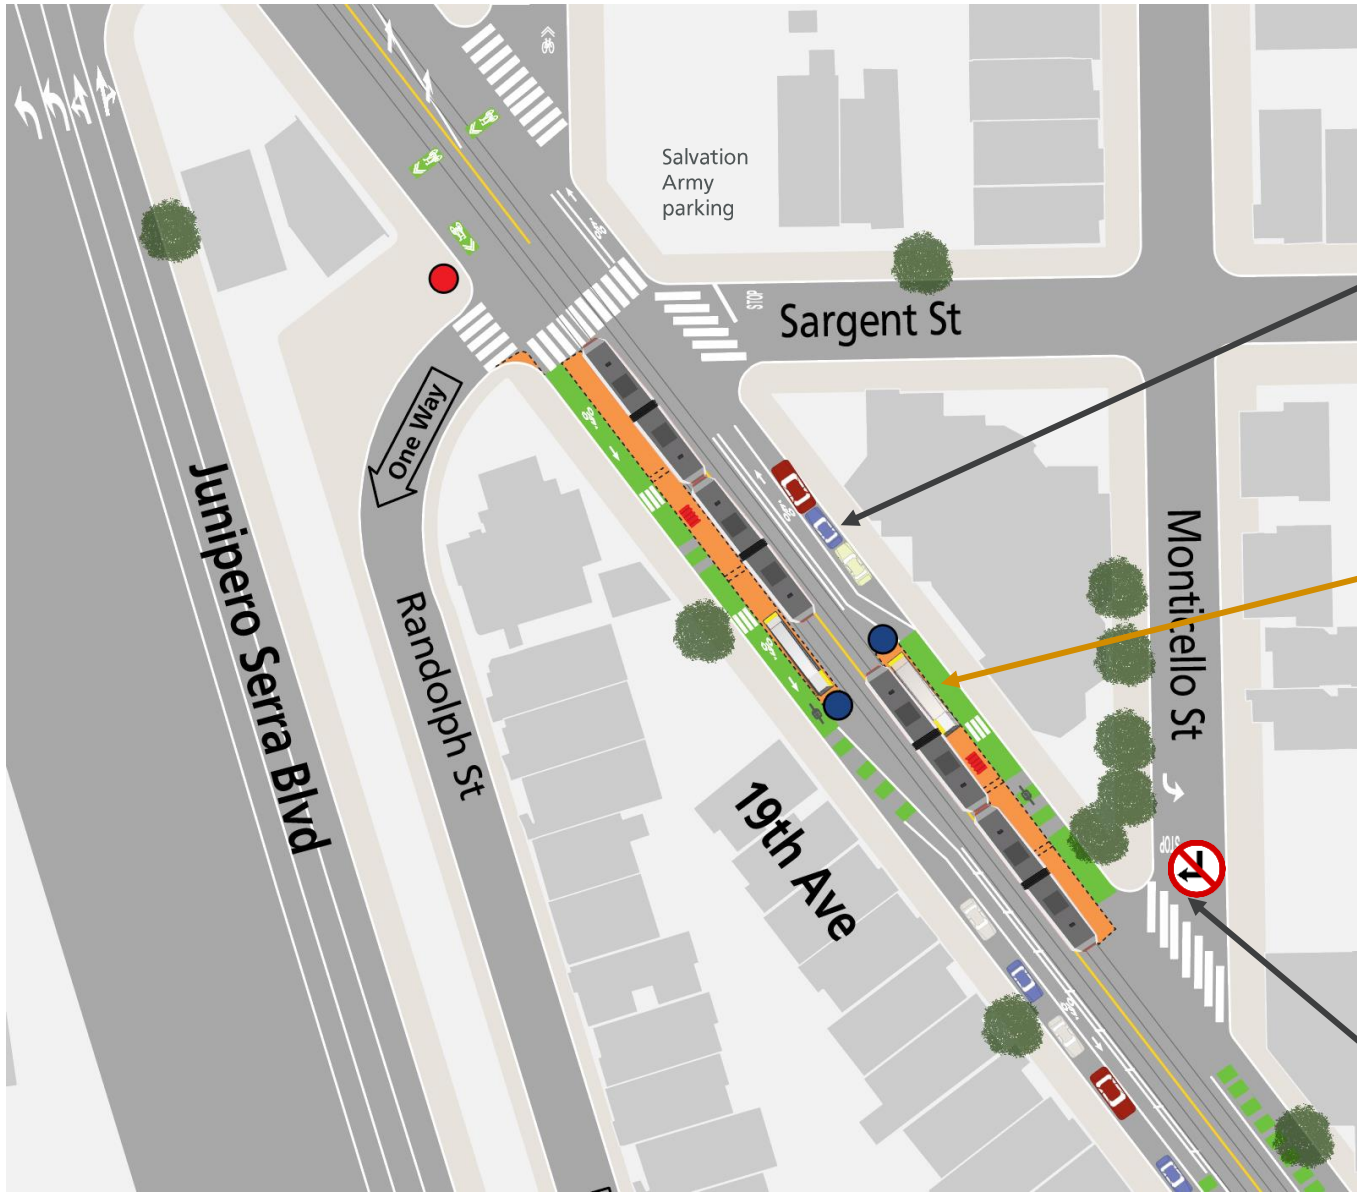 Salvation
Army
parking
STOP
Sargent St
One Way
Junipero Serra Blvd
Randolph St
19th Ave
Monticello St
STOP